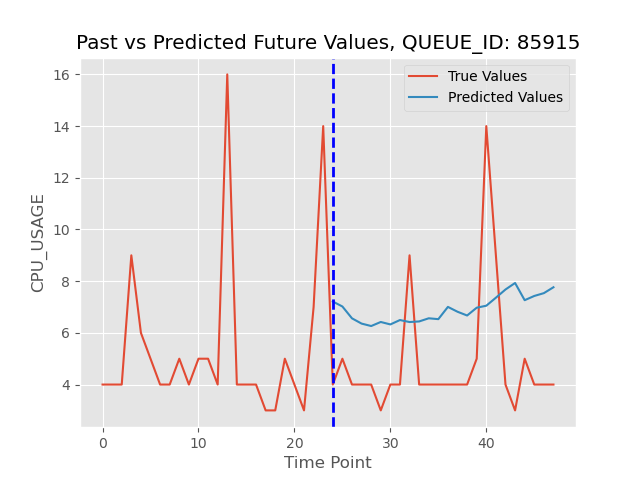 Past vs Predicted Future Values, QUEUE_ID: 85915
True Values
Predicted Values
16
14
12
10
8
6
4
CPU_USAGE
0
10
20
30
40
Time Point